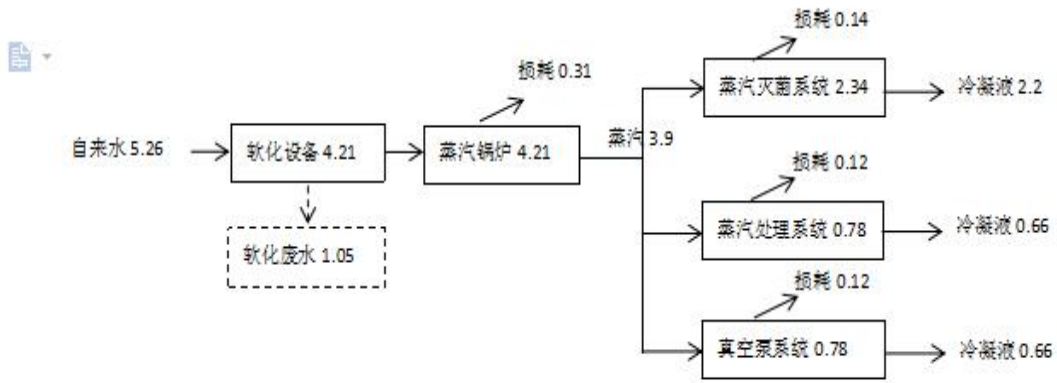 损耗 0.14
损耗 0.31
蒸汽灭菌系统 2.34
冷凝液 2.2
自来水 5.26
软化设备 4.21
蒸汽锅炉 4.21
蒸汽 3.9
损耗 0.12
蒸汽处理系统 0.78
冷凝液 0.66
软化废水 1.05
损耗 0.12
真空泵系统 0.78
冷凝液 0.66